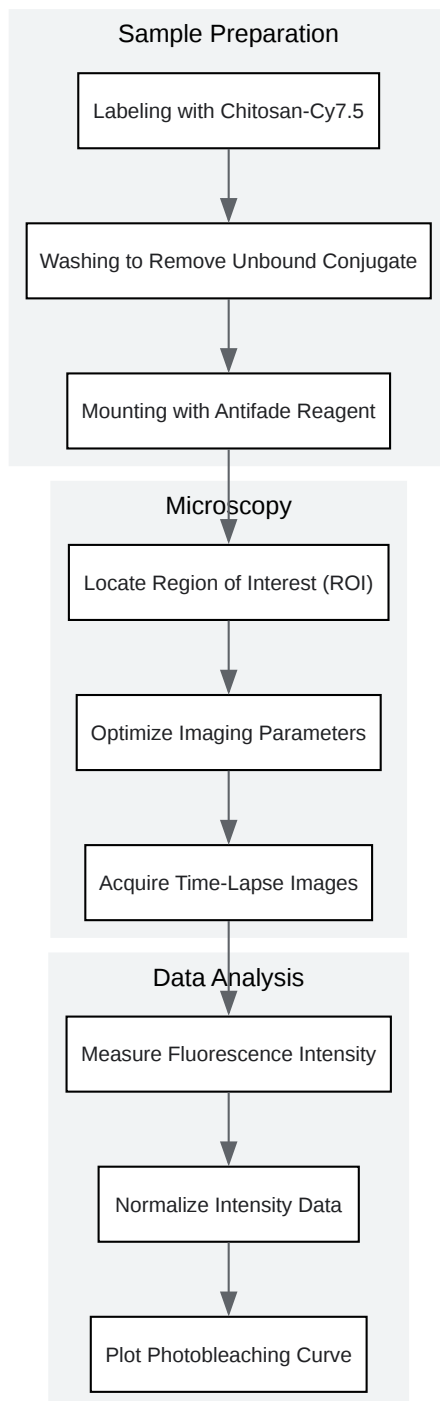 Sample Preparation
Labeling with Chitosan-Cy7.5
Washing to Remove Unbound Conjugate
Mounting with Antifade Reagent
Microscopy
Locate Region of Interest (ROI)
Optimize Imaging Parameters
Acquire Time-Lapse Images
Data Analysis
Measure Fluorescence Intensity
Normalize Intensity Data
Plot Photobleaching Curve